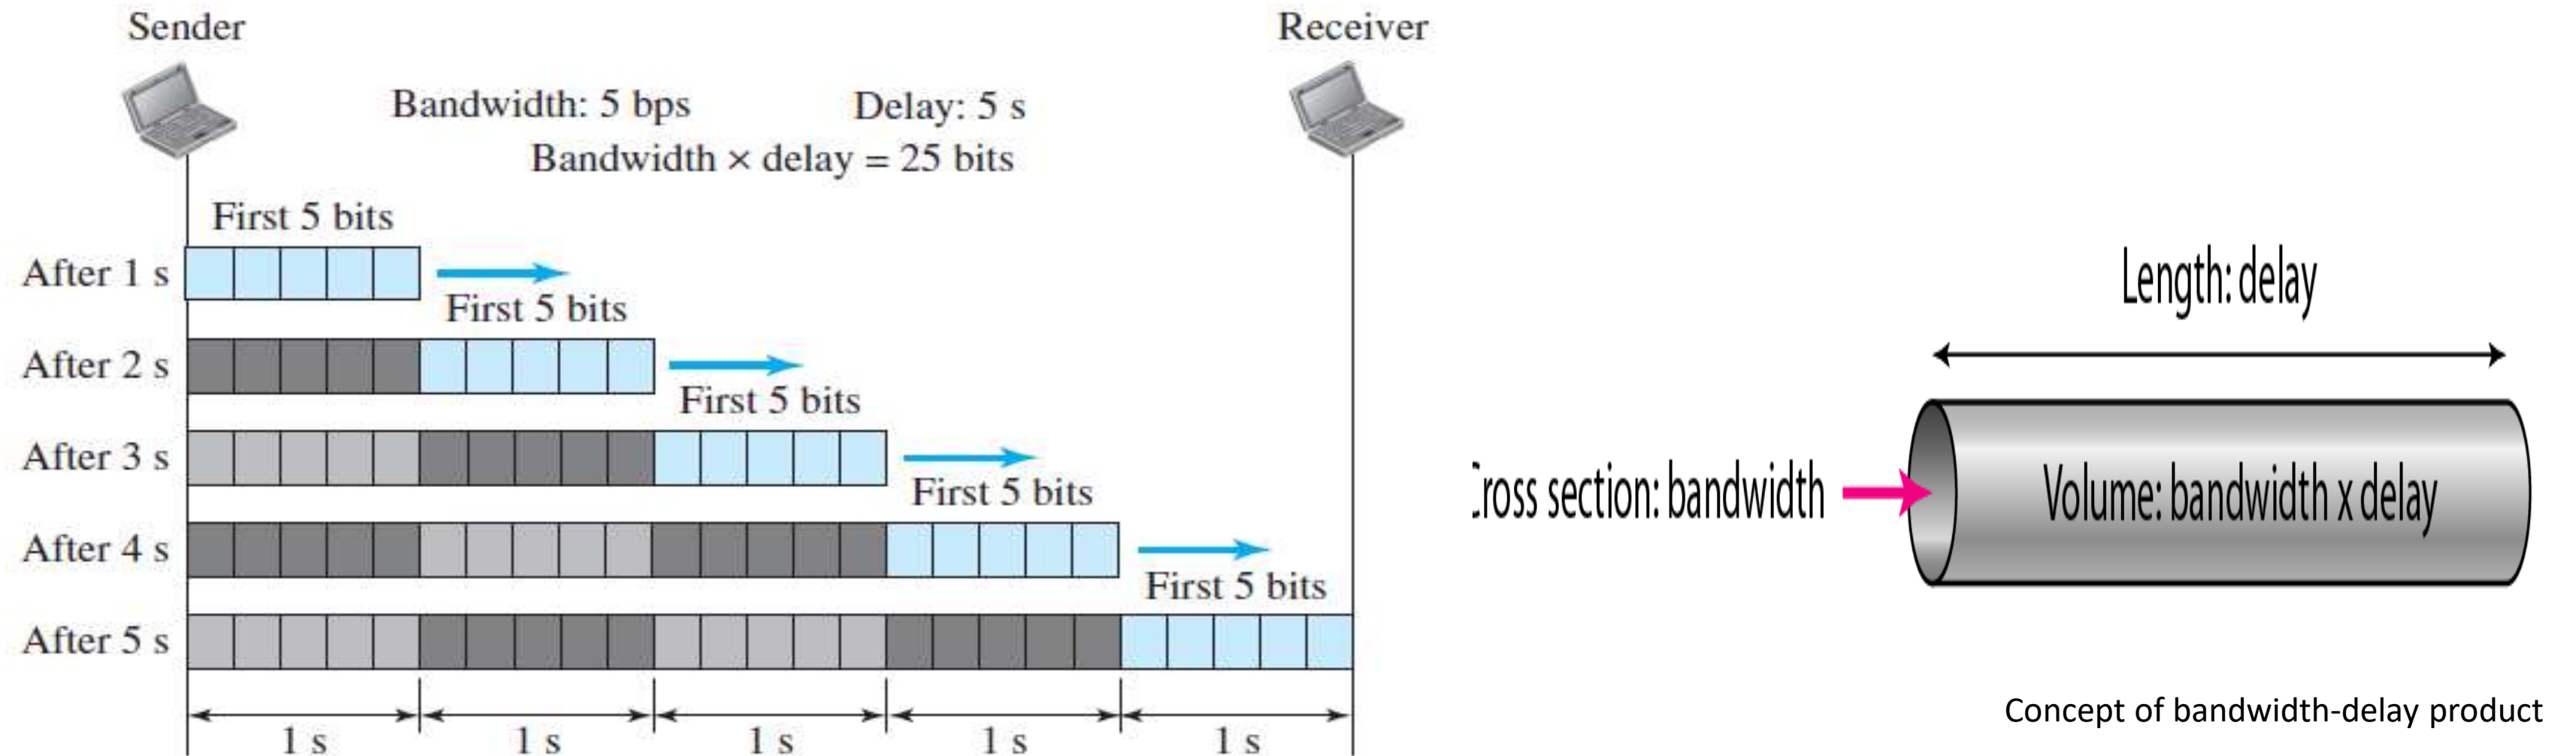 Sender
Receiver
Bandwidth: 5 bps
Delay: 5 s
Bandwidth × delay = 25 bits
First 5 bits
After 1 s
First 5 bits
After 2 s
First 5 bits
After 3 s
First 5 bits
After 4 s
First 5 bits
After 5 s
1 s
1 s
1 s
1 s
1 s
Length: delay
Cross section: bandwidth
Volume: bandwidth x delay
Concept of bandwidth-delay product